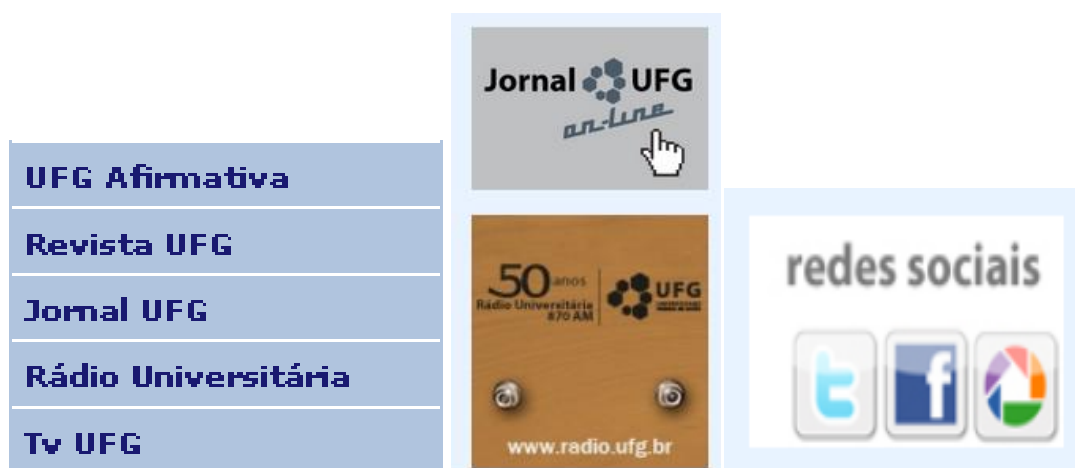 UFG Afirmativa
Revista UFG
Jornal UFG
Rádio Universitária
Tv UFG
Jornal UFG
on-line
50 anos
Rádio Universitária
870 AM
UFG
www.radio.ufg.br
redes sociais